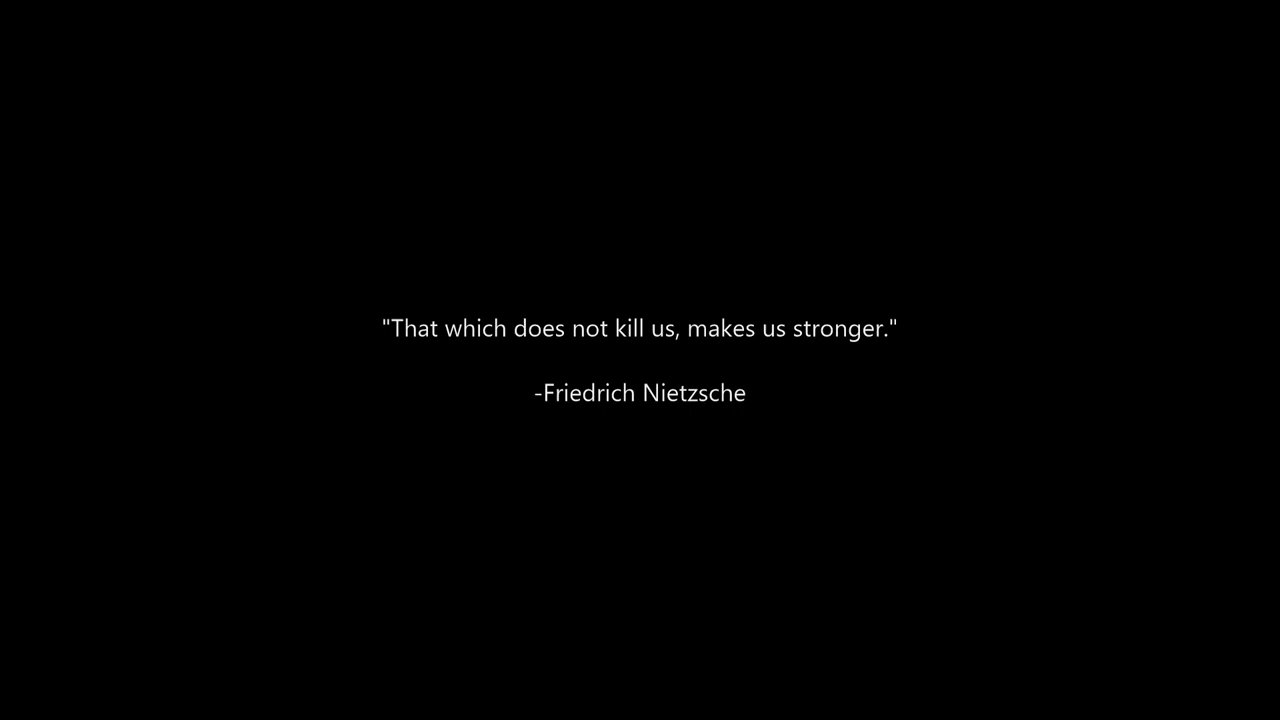 "That which does not kill us, makes us stronger."
-Friedrich Nietzsche